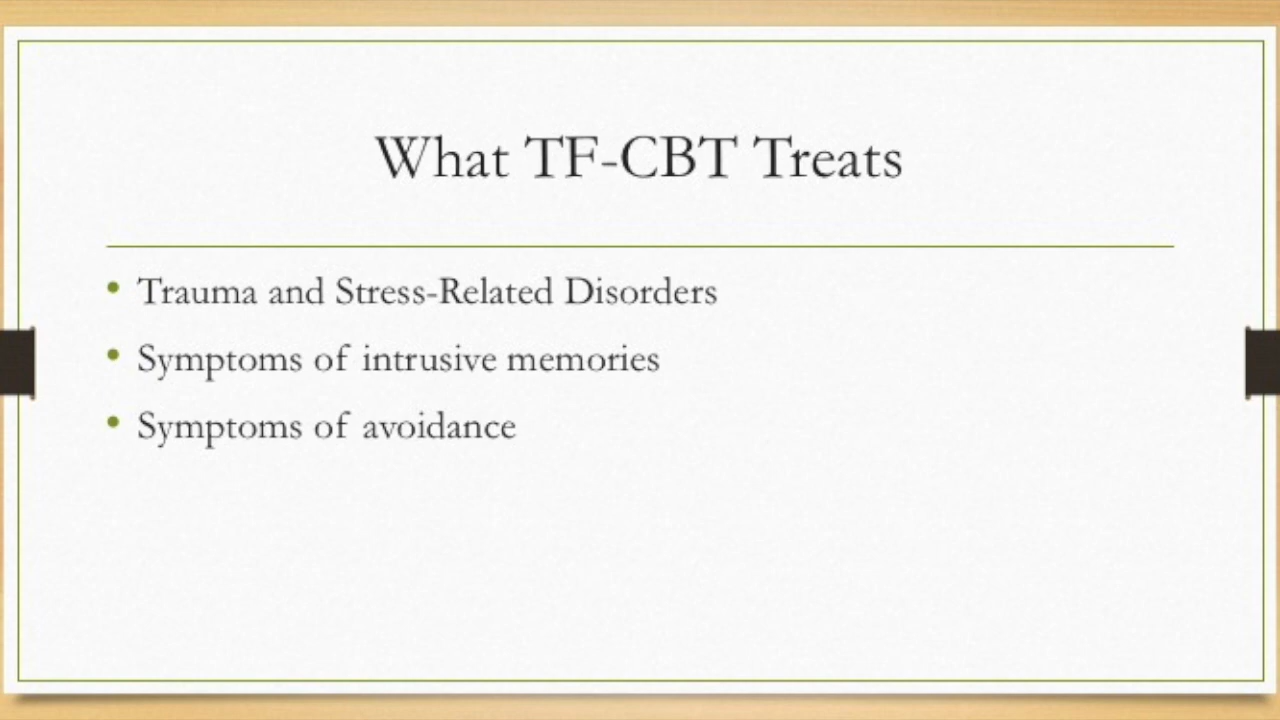 What TF-CBT Treats
• Trauma and Stress-Related Disorders
• Symptoms of intrusive memories
• Symptoms of avoidance